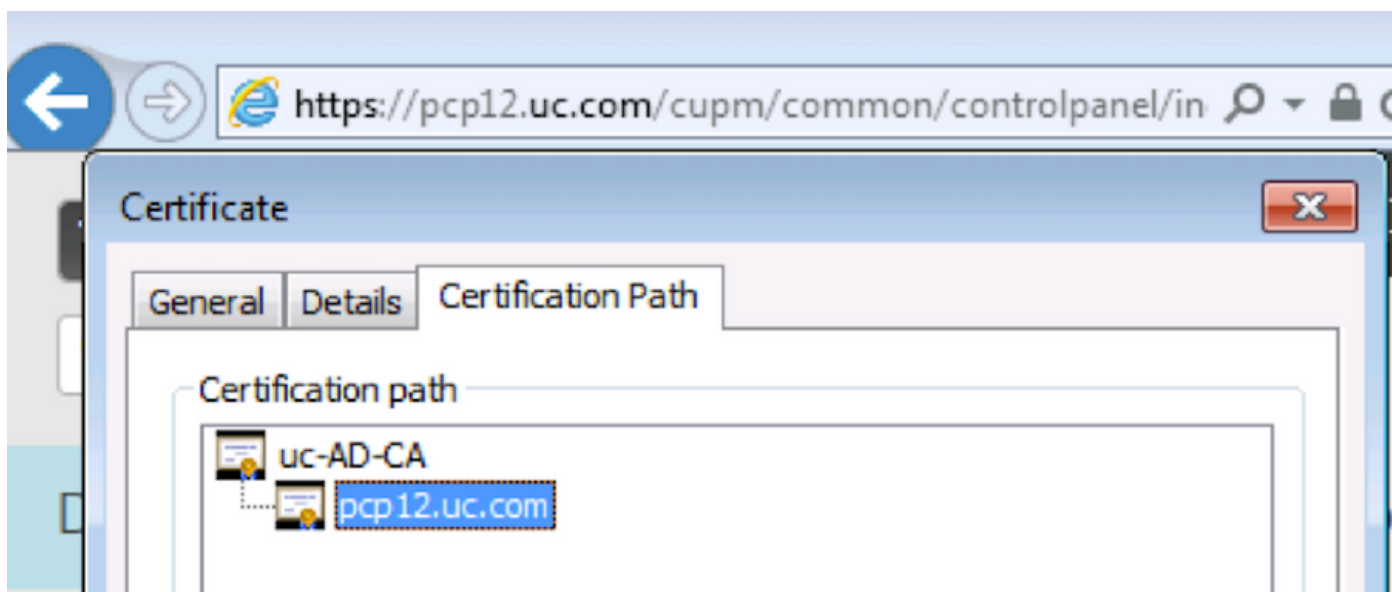 https://pcp12.uc.com/cupm/common/controlpanel/in
Certificate
General Details Certification Path
Certification path
uc-AD-CA
pcp12.uc.com